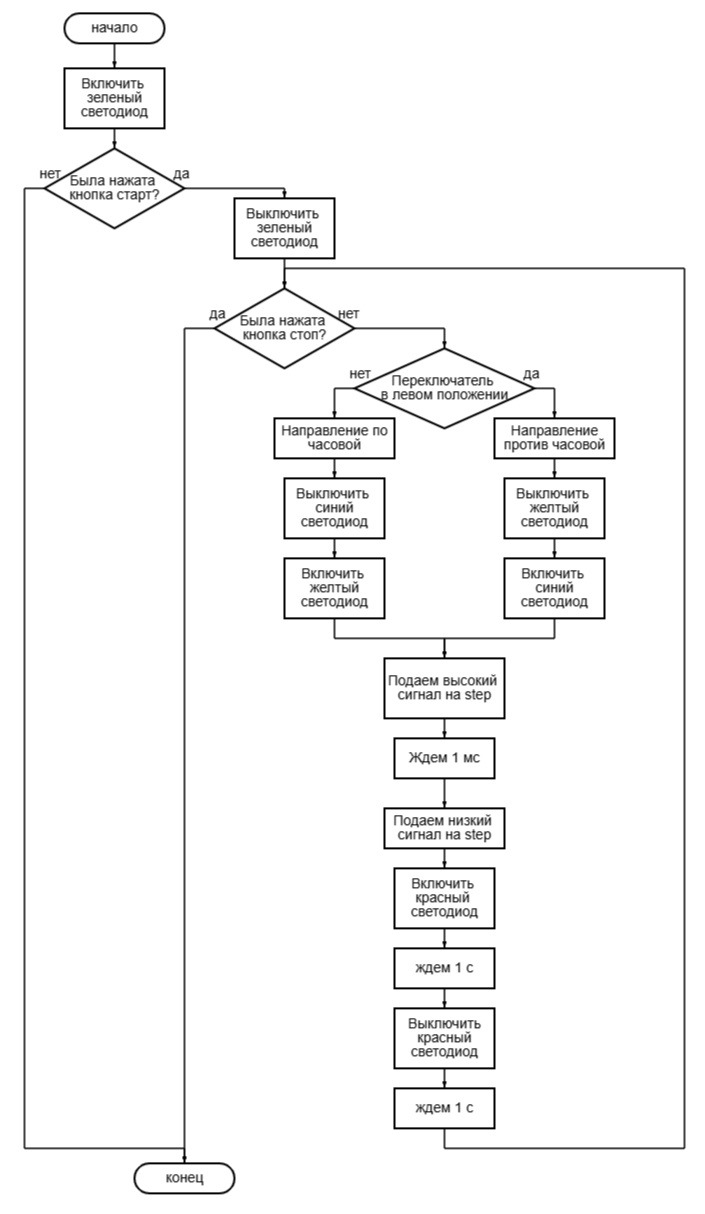 начало
Включить
зеленый
светодиод
нет
Была нажата
кнопка старт?
да
Выключить
зеленый
светодиод
да
Была нажата
кнопка стоп?
нет
нет
Переключатель
в левом положении
да
Направление по
часовой
Направление
против часовой
Выключить
синий
светодиод
Выключить
желтый
светодиод
Включить
желтый
светодиод
Включить
синий
светодиод
Подаем высокий
сигнал на step
Ждем 1 мс
Подаем низкий
сигнал на step
Включить
красный
светодиод
ждем 1 с
Выключить
красный
светодиод
ждем 1 с
конец